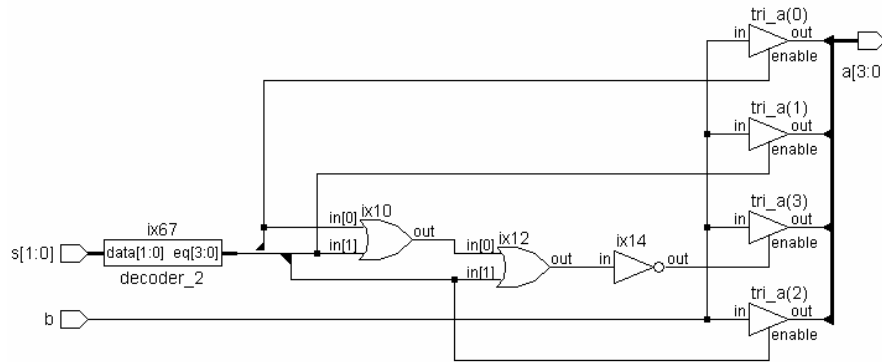 tri_a(0)
in out
enable
a[3:0
tri_a(1)
in out
enable
tri_a(3)
in out
enable
ix10
in[0]
out
in[1]
ix12
in[0]
out
in[1]
ix14
in out
ix67
s[1:0]
data[1:0] eq[3:0]
decoder_2
tri_a(2)
b
in out
enable